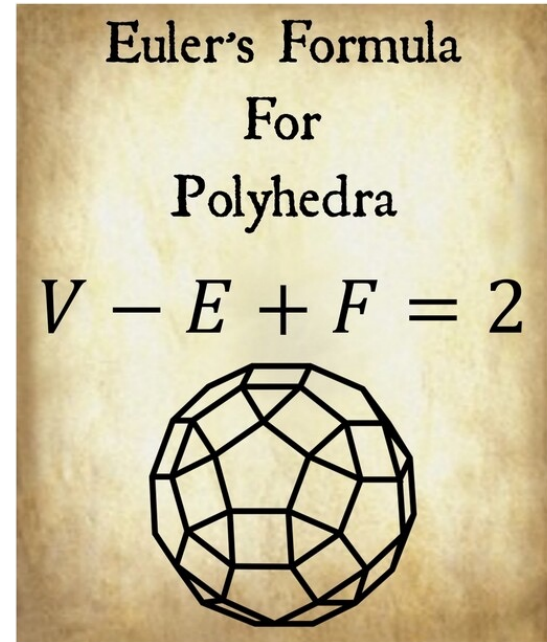 Euler's Formula
For
Polyhedra
V − E + F = 2